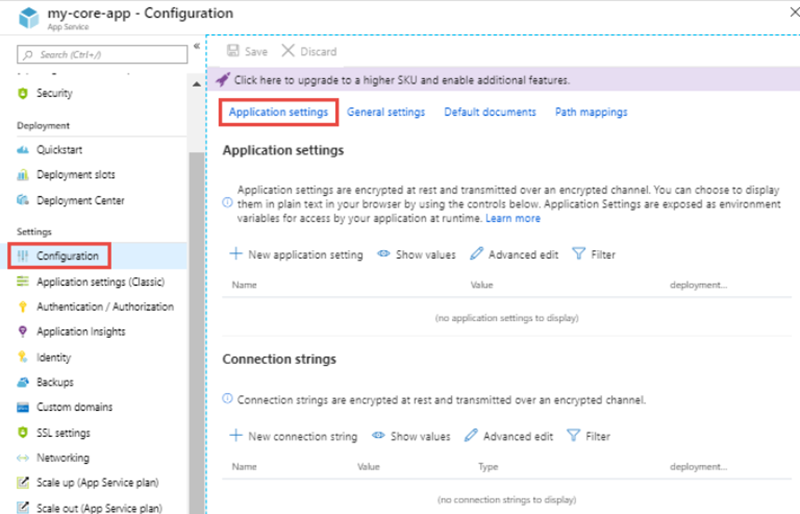 my-core-app - Configuration
App Service
Search (Ctrl+/)
Security
Deployment
Quickstart
Deployment slots
Deployment Center
Settings
Configuration
Application settings (Classic)
Authentication / Authorization
Application Insights
Identity
Backups
Custom domains
SSL settings
Networking
Scale up (App Service plan)
Scale out (App Service plan)
Save Discard
Click here to upgrade to a higher SKU and enable additional features.
Application settings General settings Default documents Path mappings
Application settings
Application settings are encrypted at rest and transmitted over an encrypted channel. You can choose to display
them in plain text in your browser by using the controls below. Application Settings are exposed as environment
variables for access by your application at runtime. Learn more
New application setting Show values Advanced edit Filter
Name Value deployment...
(no application settings to display)
Connection strings
Connection strings are encrypted at rest and transmitted over an encrypted channel.
New connection string Show values Advanced edit Filter
Name Value Type deployment...
(no connection strings to display)